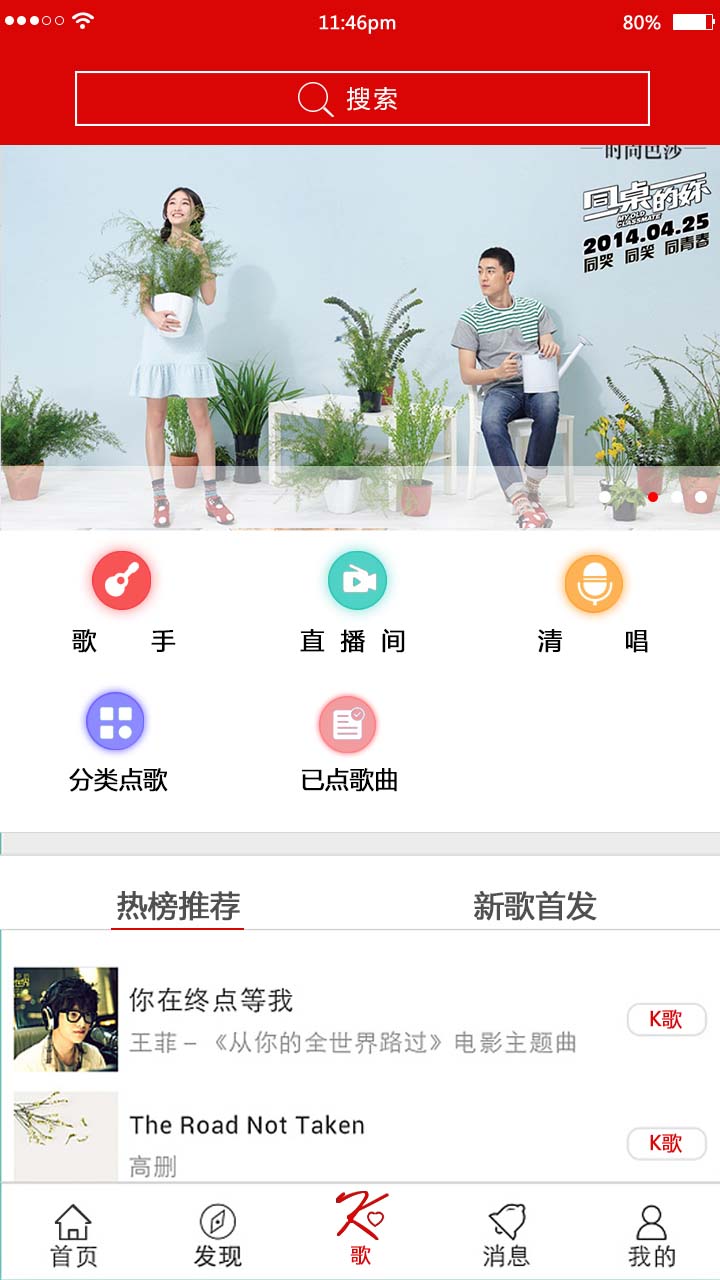 11:46pm
80%
搜索
时尚芭莎
同桌的妳
MY OLD
CLASSMATE
2014.04.25
同笑 同笑 同青春
歌 手
直 播 间
清 唱
分类点歌
已点歌曲
热榜推荐
新歌首发
你在终点等我
K歌
王菲 – 《从你的全世界路过》电影主题曲
The Road Not Taken
K歌
高删
首页
发现
K
歌
消息
我的